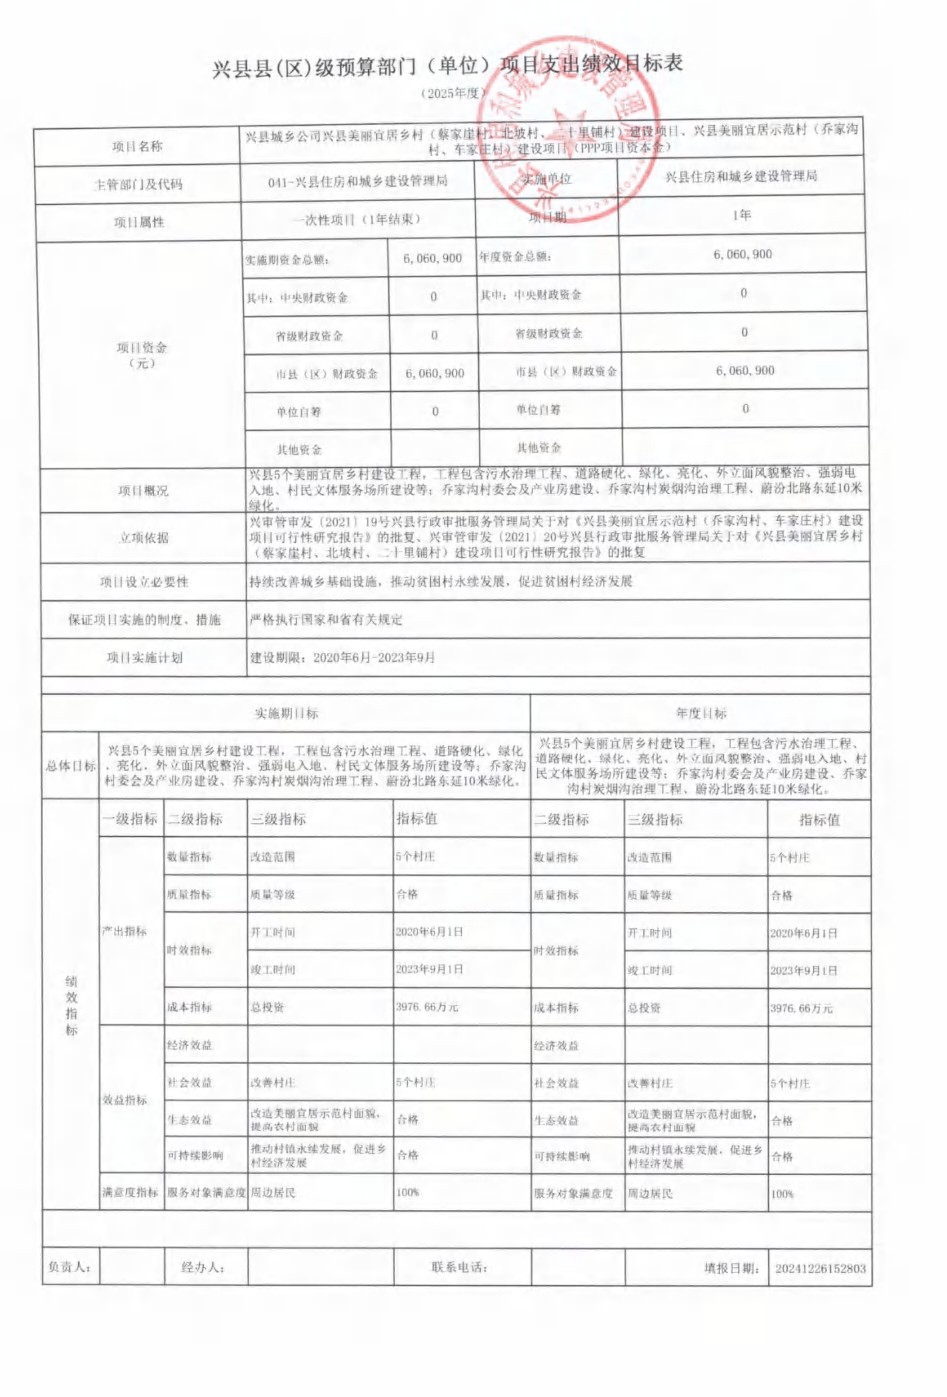 兴县县(区)级预算部门（单位）项目支出绩效目标表
（2025年度）
项目名称
兴县城乡公司兴县美丽宜居乡村（蔡家崖村、北坡村、二十里铺村）建设项目、兴县美丽宜居示范村（乔家沟
村、车家庄村）建设项目（PPP项目资本金）
主管部门及代码 041-兴县住房和城乡建设管理局 实施单位 兴县住房和城乡建设管理局
项目属性 一次性项目（1年结束） 项目期 1年
项目资金
（元）
实施期资金总额： 6,060,900 年度资金总额： 6,060,900
其中：中央财政资金 0 其中：中央财政资金 0
省级财政资金 0 省级财政资金 0
市县（区）财政资金 6,060,900 市县（区）财政资金 6,060,900
单位自筹 0 单位自筹 0
其他资金 其他资金
项目概况
兴县5个美丽宜居乡村建设工程，工程包含污水治理工程、道路硬化、绿化、亮化、外立面风貌整治、强弱电
入地、村民文体服务场所建设等；乔家沟村委会及产业房建设、乔家沟村炭烟沟治理工程、蔚汾北路东延10米
绿化。
立项依据
兴审管审发（2021）19号兴县行政审批服务管理局关于对《兴县美丽宜居示范村（乔家沟村、车家庄村）建设
项目可行性研究报告》的批复、兴审管审发（2021）20号兴县行政审批服务管理局关于对《兴县美丽宜居乡村
（蔡家崖村、北坡村、二十里铺村）建设项目可行性研究报告》的批复
项目设立必要性 持续改善城乡基础设施，推动贫困村永续发展，促进贫困村经济发展
保证项目实施的制度、措施 严格执行国家和省有关规定
项目实施计划 建设期限：2020年6月-2023年9月
实施期目标 年度目标
总体目标
兴县5个美丽宜居乡村建设工程，工程包含污水治理工程、道路硬化、绿化
、亮化、外立面风貌整治、强弱电入地、村民文体服务场所建设等；乔家沟
村委会及产业房建设、乔家沟村炭烟沟治理工程、蔚汾北路东延10米绿化。
兴县5个美丽宜居乡村建设工程，工程包含污水治理工程、
道路硬化、绿化、亮化、外立面风貌整治、强弱电入地、村
民文体服务场所建设等；乔家沟村委会及产业房建设、乔家
沟村炭烟沟治理工程、蔚汾北路东延10米绿化。
绩效指标
一级指标 二级指标 三级指标 指标值 二级指标 三级指标 指标值
产出指标
数量指标 改造范围 5个村庄 数量指标 改造范围 5个村庄
质量指标 质量等级 合格 质量指标 质量等级 合格
时效指标 开工时间 2020年6月1日 时效指标 开工时间 2020年6月1日
竣工时间 2023年9月1日 竣工时间 2023年9月1日
成本指标 总投资 3976.66万元 成本指标 总投资 3976.66万元
效益指标
经济效益 经济效益
社会效益 改善村庄 5个村庄 社会效益 改善村庄 5个村庄
生态效益 改造美丽宜居示范村面貌，
提高农村面貌 合格 生态效益 改造美丽宜居示范村面貌，
提高农村面貌 合格
可持续影响 推动村镇永续发展，促进乡
村经济发展 合格 可持续影响 推动村镇永续发展，促进乡
村经济发展 合格
满意度指标 服务对象满意度 周边居民 100% 服务对象满意度 周边居民 100%
负责人： 经办人： 联系电话： 填报日期： 20241226152803